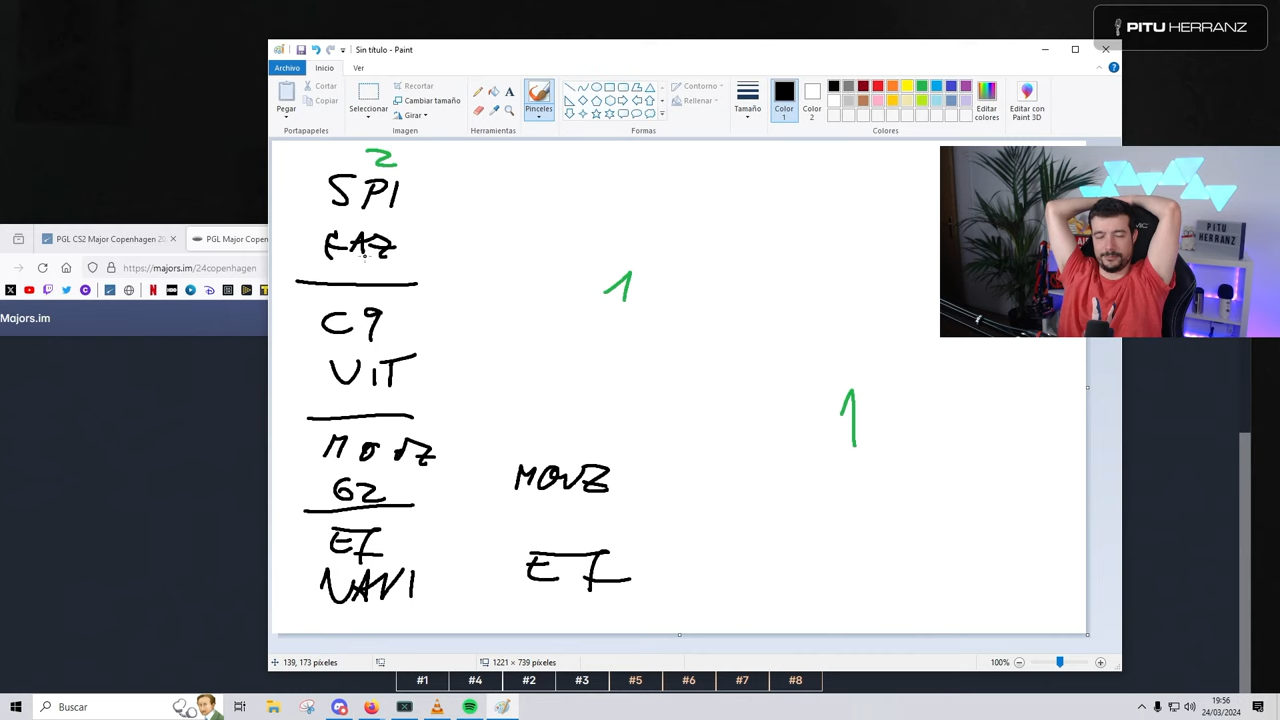 PITU HERRANZ
Sin título - Paint
Archivo Inicio Ver
Pegar
Cortar
Copiar
Portapapeles
Seleccionar
Recortar
Cambiar tamaño
Girar
Imagen
A
Herramientas
Pinceles
Contorno
Rellenar
Formas
Tamaño
Color 1
Color 2
Editar colores
Colores
Editar con Paint 3D
2
SPI
FAZ
C9
VIT
MOUZ
G2
EF
NAVI
1
1
MOUZ
EF
PITU HERRANZ
PGL CS2 Major Copenhagen 20
PGL Major Copen
https://majors.im/24copenhagen
Majors.im
139, 173 píxeles
1221 × 739 píxeles
100%
#1 #4 #2 #3 #5 #6 #7 #8
Buscar
19:56
24/03/2024